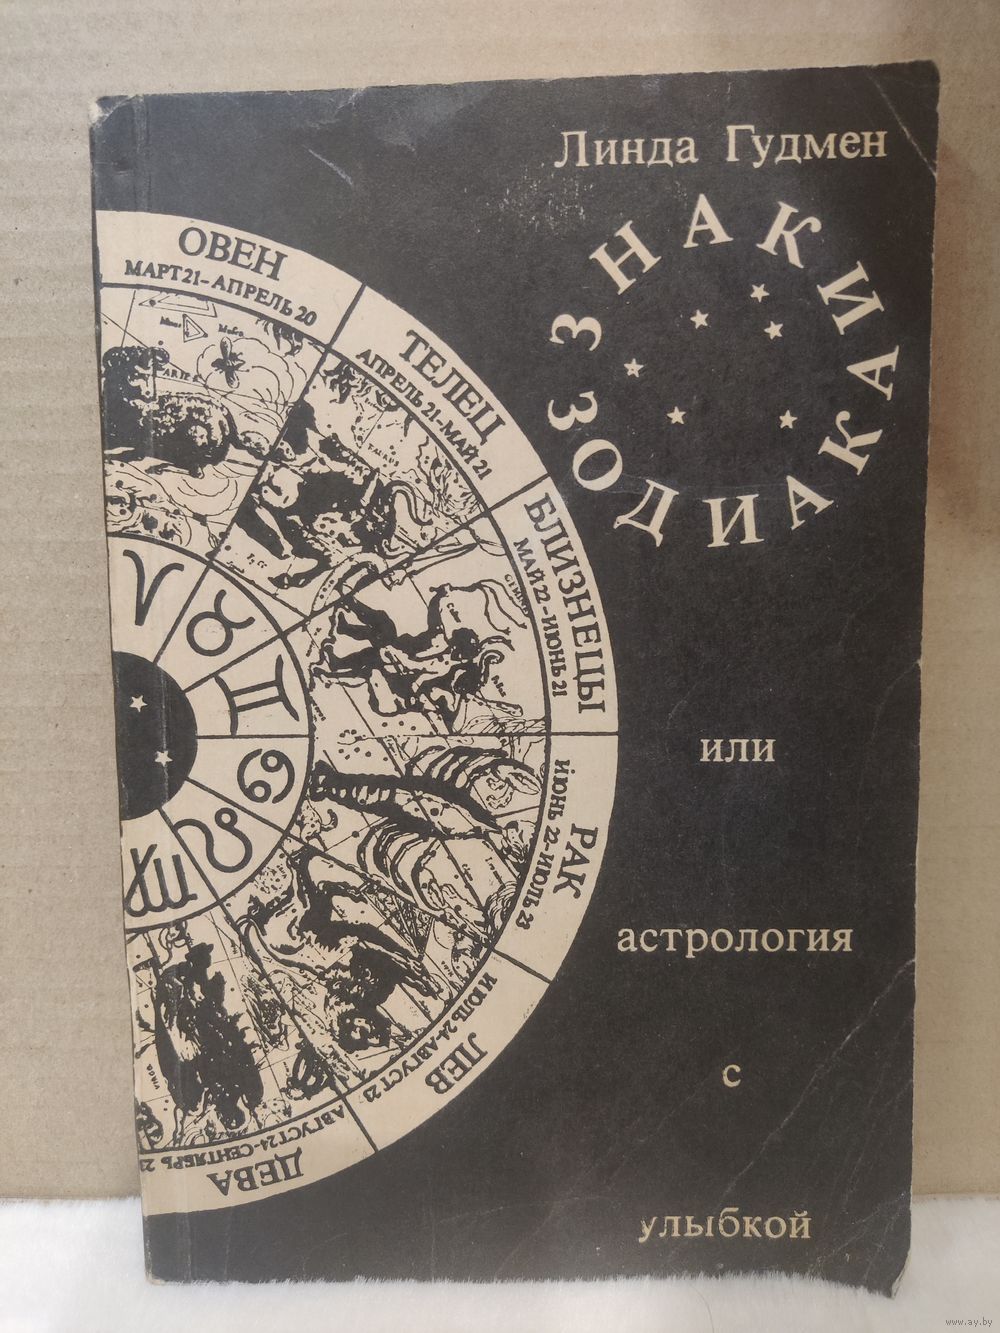 Линда Гудмен
ЗНАКИ
ЗОДИАКА
или
астрология
с
улыбкой
ОВЕН
МАРТ 21-АПРЕЛЬ 20
ТЕЛЕЦ
АПРЕЛЬ 21-МАЙ 21
БЛИЗНЕЦЫ
МАЙ 22-ИЮНЬ 21
РАК
ИЮНЬ 22-ИЮЛЬ 23
ЛЕВ
ИЮЛЬ 24-АВГУСТ 23
ДЕВА
АВГУСТ 24-СЕНТЯБРЬ 23
www.ay.by